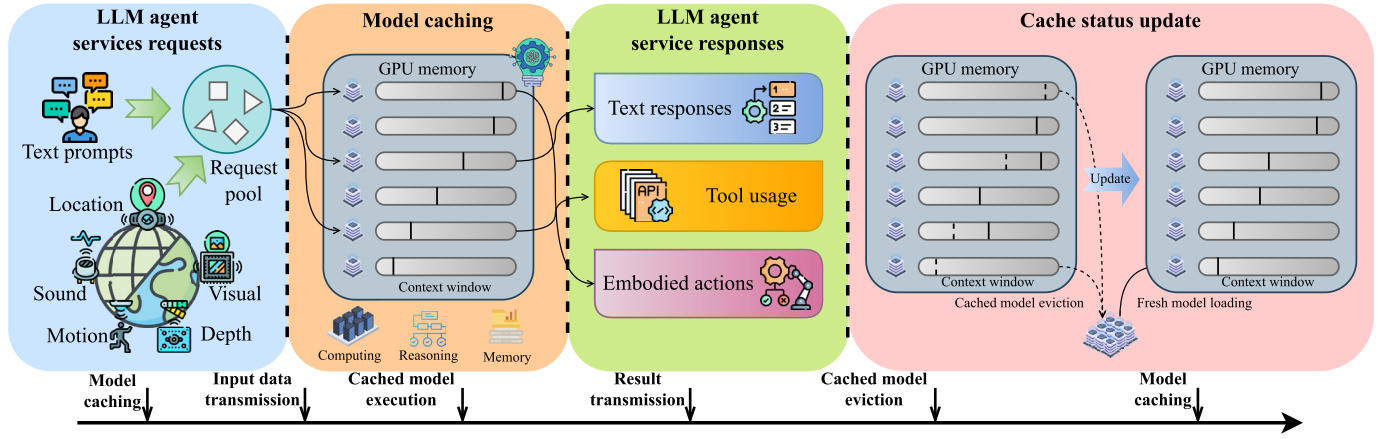 LLM agent
services requests
Text prompts
Request
pool
Location
Sound
Visual
Motion
Depth
Model caching
GPU memory
Context window
Computing
Reasoning
Memory
LLM agent
service responses
Text responses
1
2
3
API
Tool usage
Embodied actions
Cache status update
GPU memory
Context window
Cached model eviction
Update
GPU memory
Context window
Fresh model loading
Model
caching
Input data
transmission
Cached model
execution
Result
transmission
Cached model
eviction
Model
caching